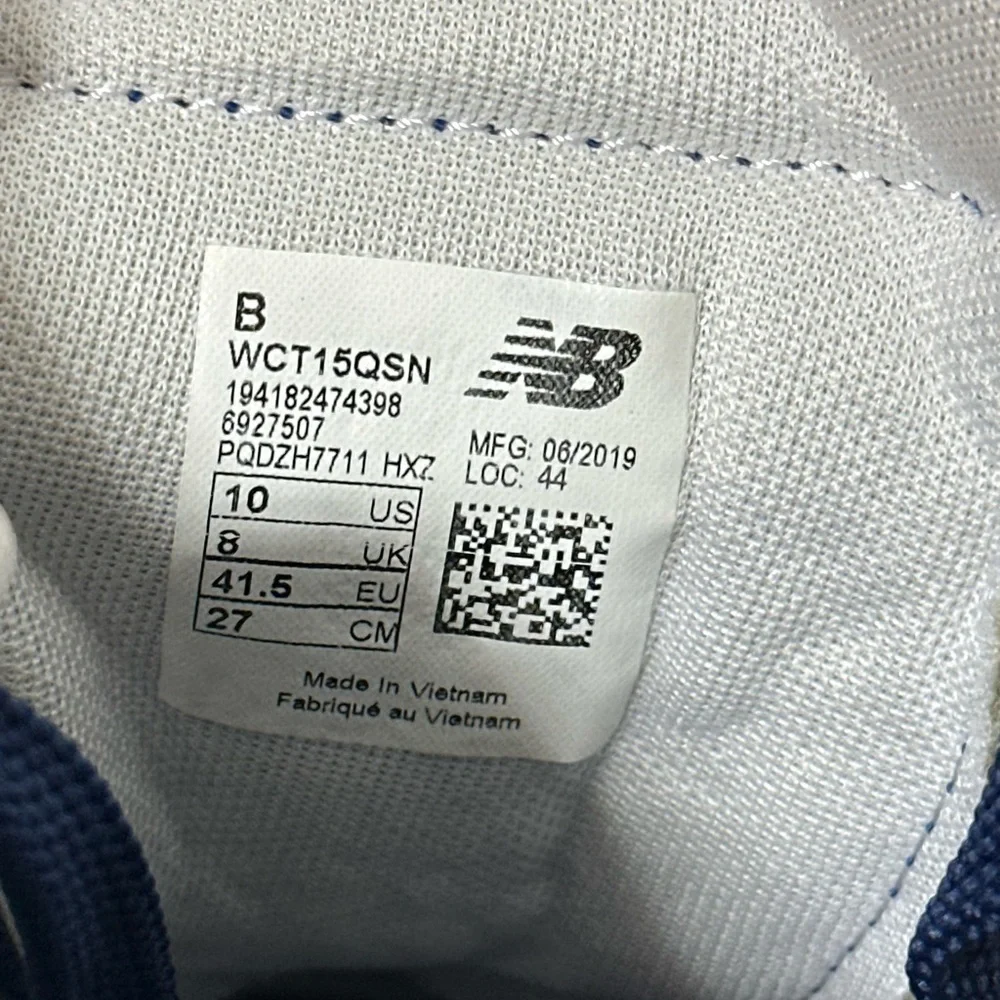 B
WCT15QSN
194182474398
6927507
PQDZH7711 HXZ
NB
MFG: 06/2019
LOC: 44
10 US
8 UK
41.5 EU
27 CM
Made In Vietnam
Fabriqué au Vietnam